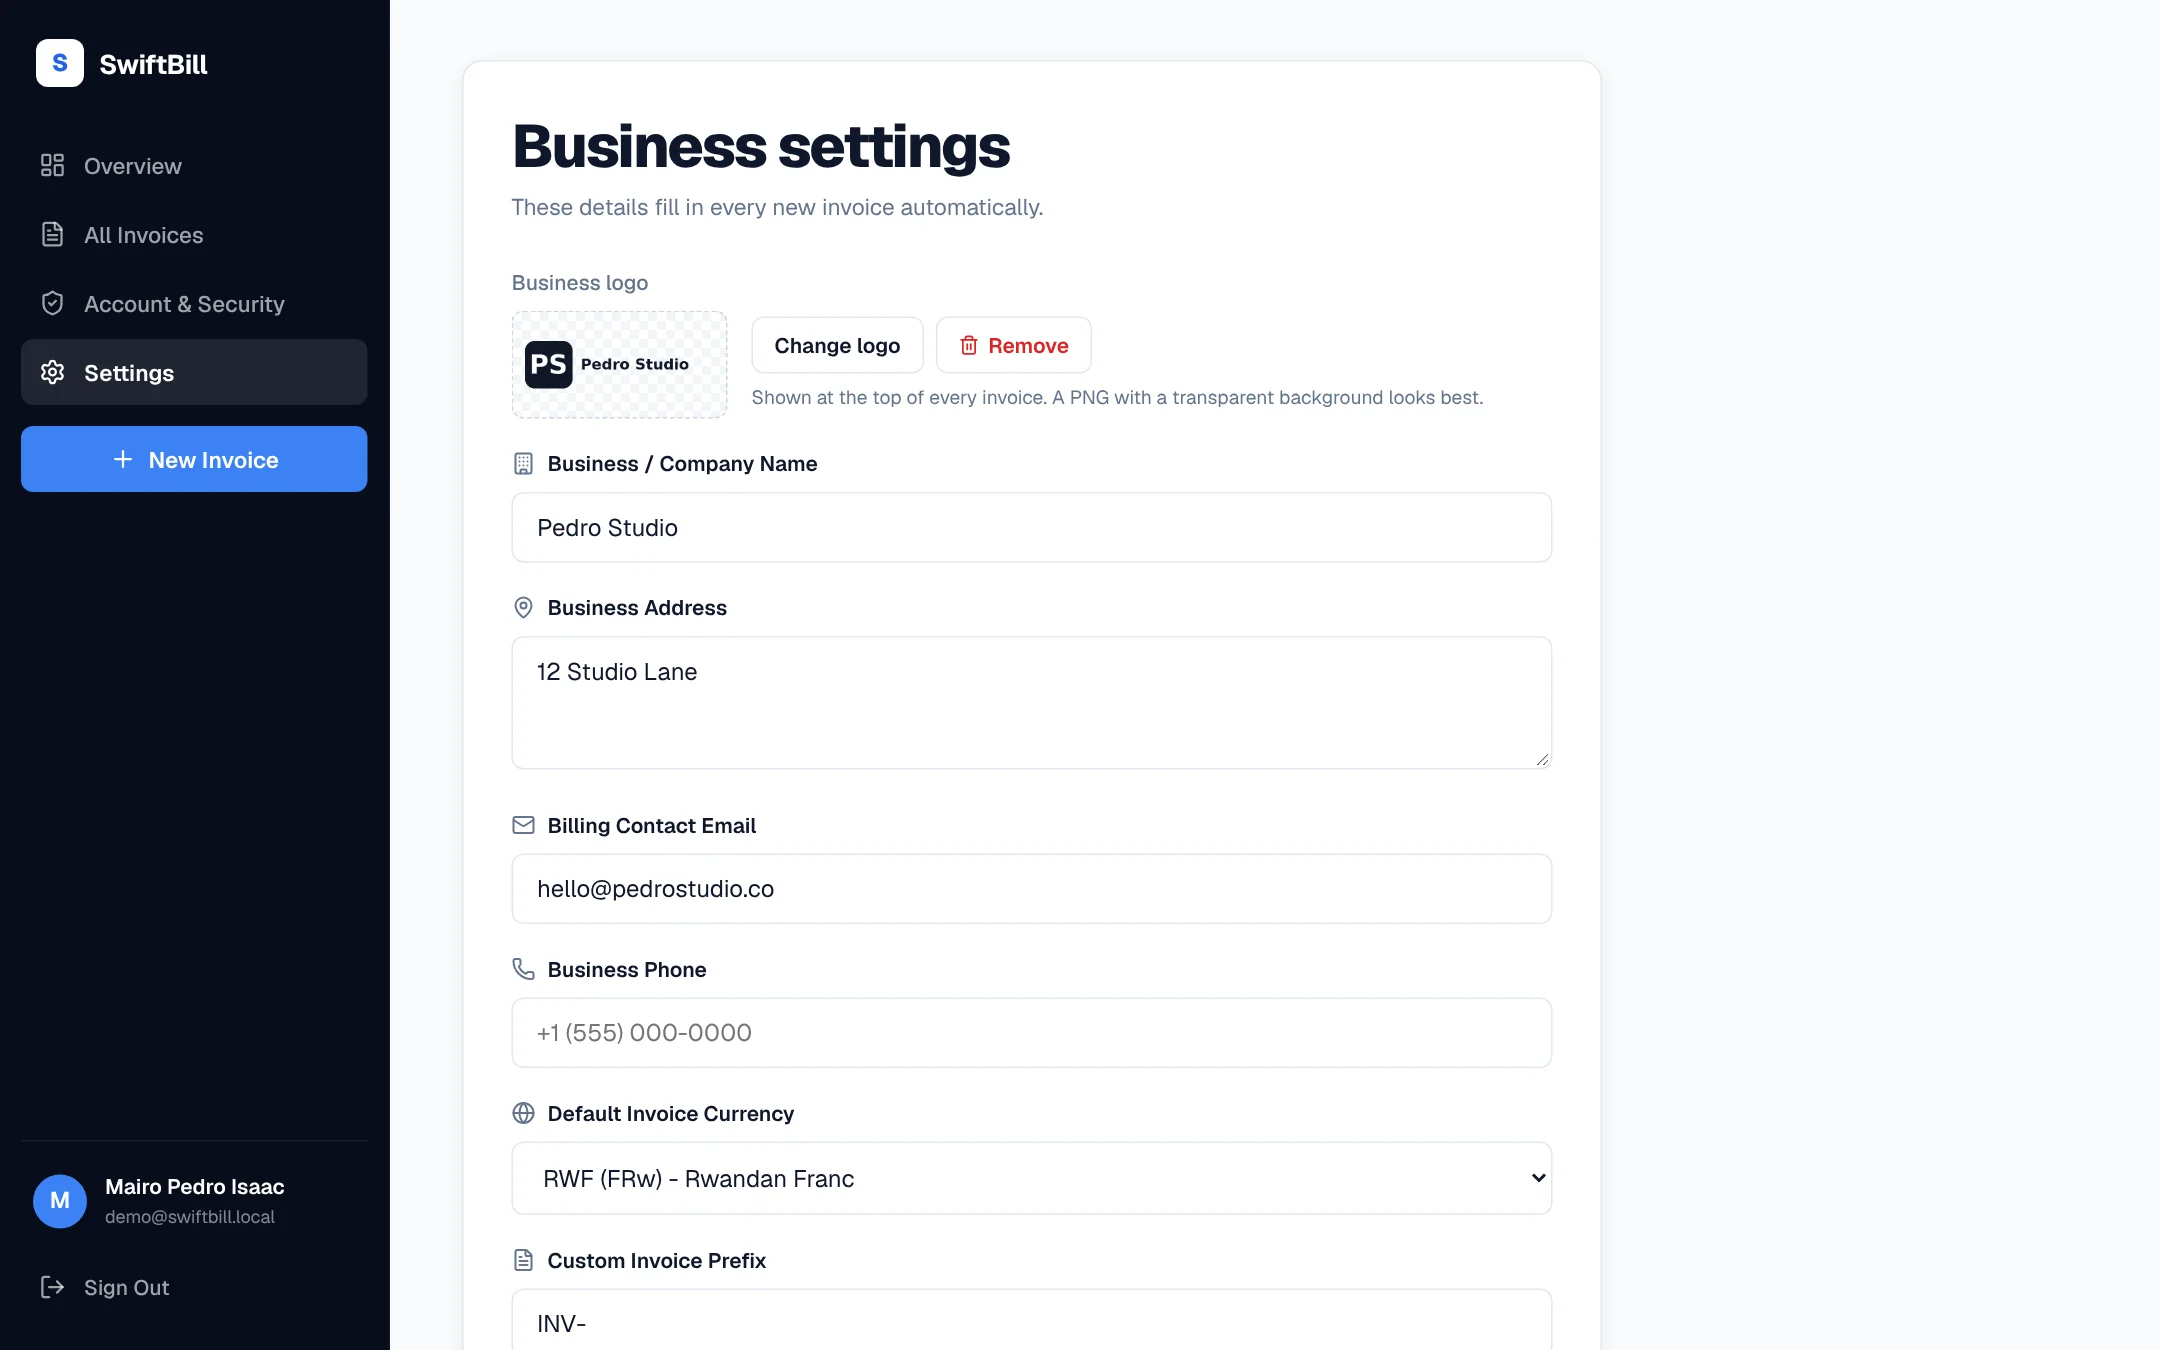 S SwiftBill
Overview
All Invoices
Account & Security
Settings
+ New Invoice
Mairo Pedro Isaac
M
demo@swiftbill.local
Sign Out
Business settings
These details fill in every new invoice automatically.
Business logo
PS Pedro Studio
Change logo
Remove
Shown at the top of every invoice. A PNG with a transparent background looks best.
Business / Company Name
Pedro Studio
Business Address
12 Studio Lane
Billing Contact Email
hello@pedrostudio.co
Business Phone
+1 (555) 000-0000
Default Invoice Currency
RWF (FRw) - Rwandan Franc
Custom Invoice Prefix
INV-